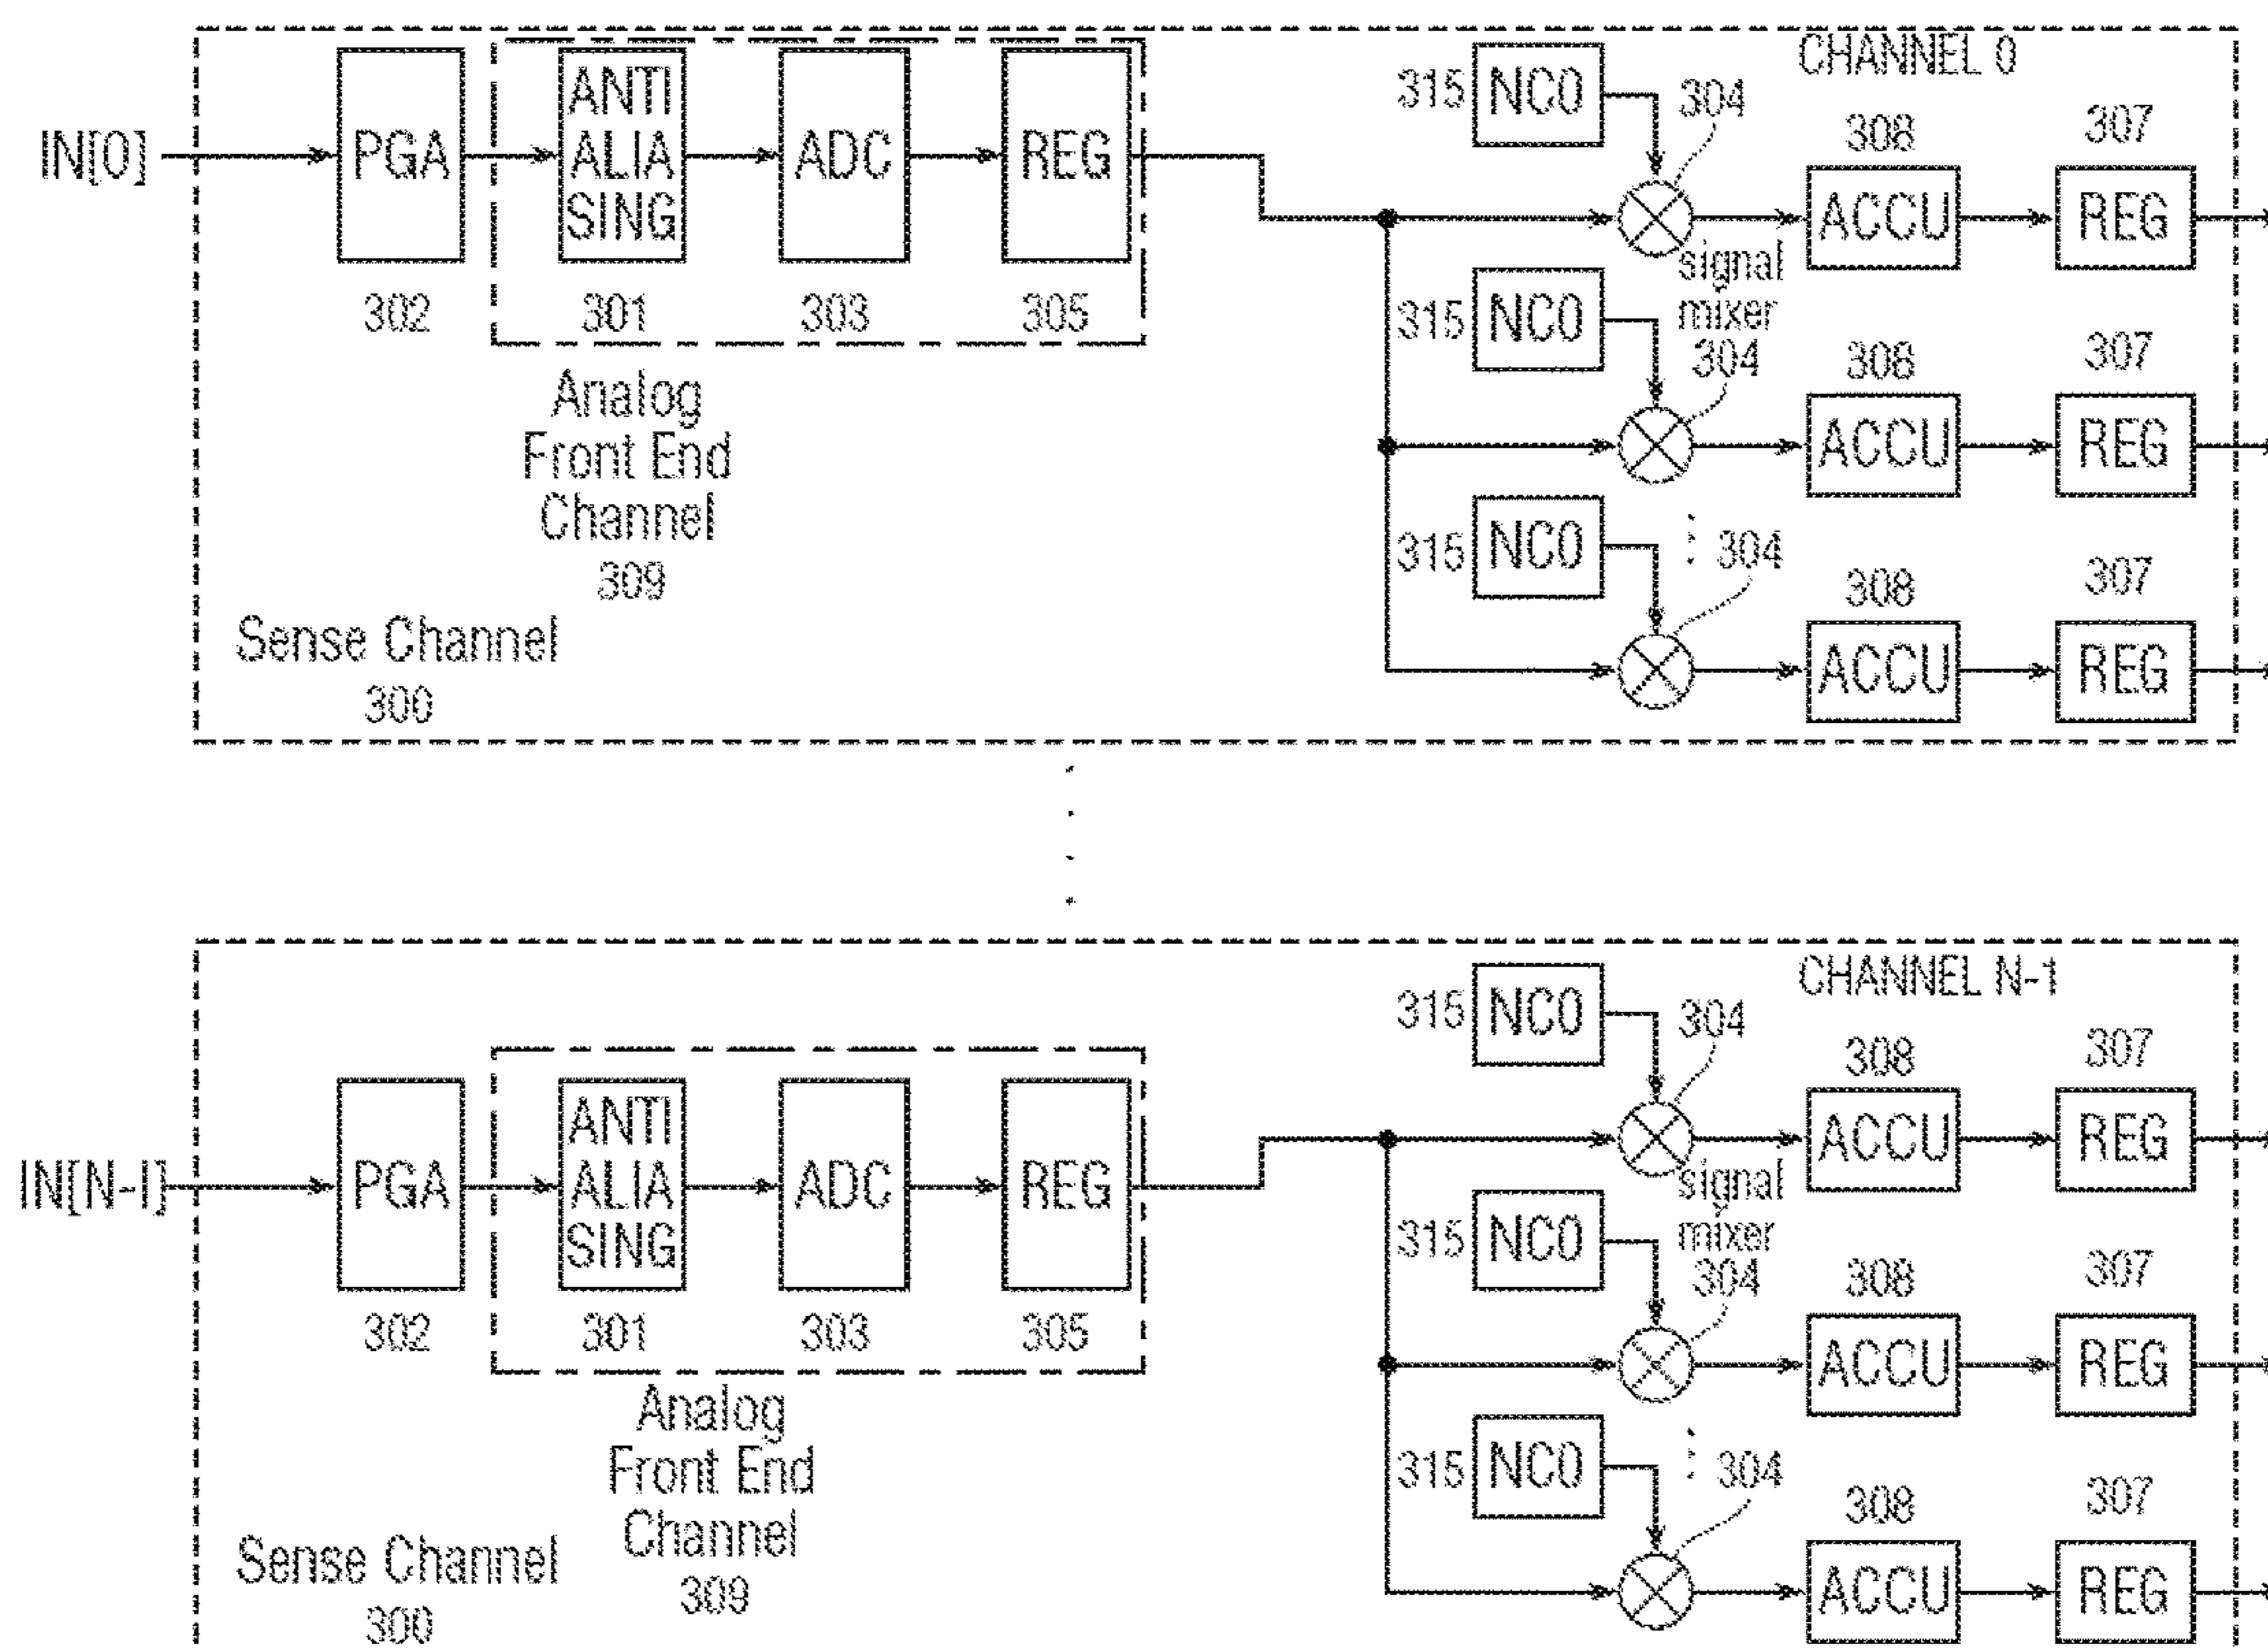 CHANNEL 0
315 NCO
304
IN[0]
PGA
ANTI
ALIA
SING
ADC
REG
308
307
ACCU
REG
signal
mixer
302
301
303
305
315 NCO
304
308
307
ACCU
REG
Analog
Front End
Channel
309
315 NCO
304
308
307
ACCU
REG
Sense Channel
300
CHANNEL N-1
315 NCO
304
308
307
ACCU
REG
IN[N-I]
PGA
ANTI
ALIA
SING
ADC
REG
signal
mixer
302
301
303
305
315 NCO
304
308
307
ACCU
REG
Analog
Front End
Channel
309
315 NCO
304
308
307
ACCU
REG
Sense Channel
300